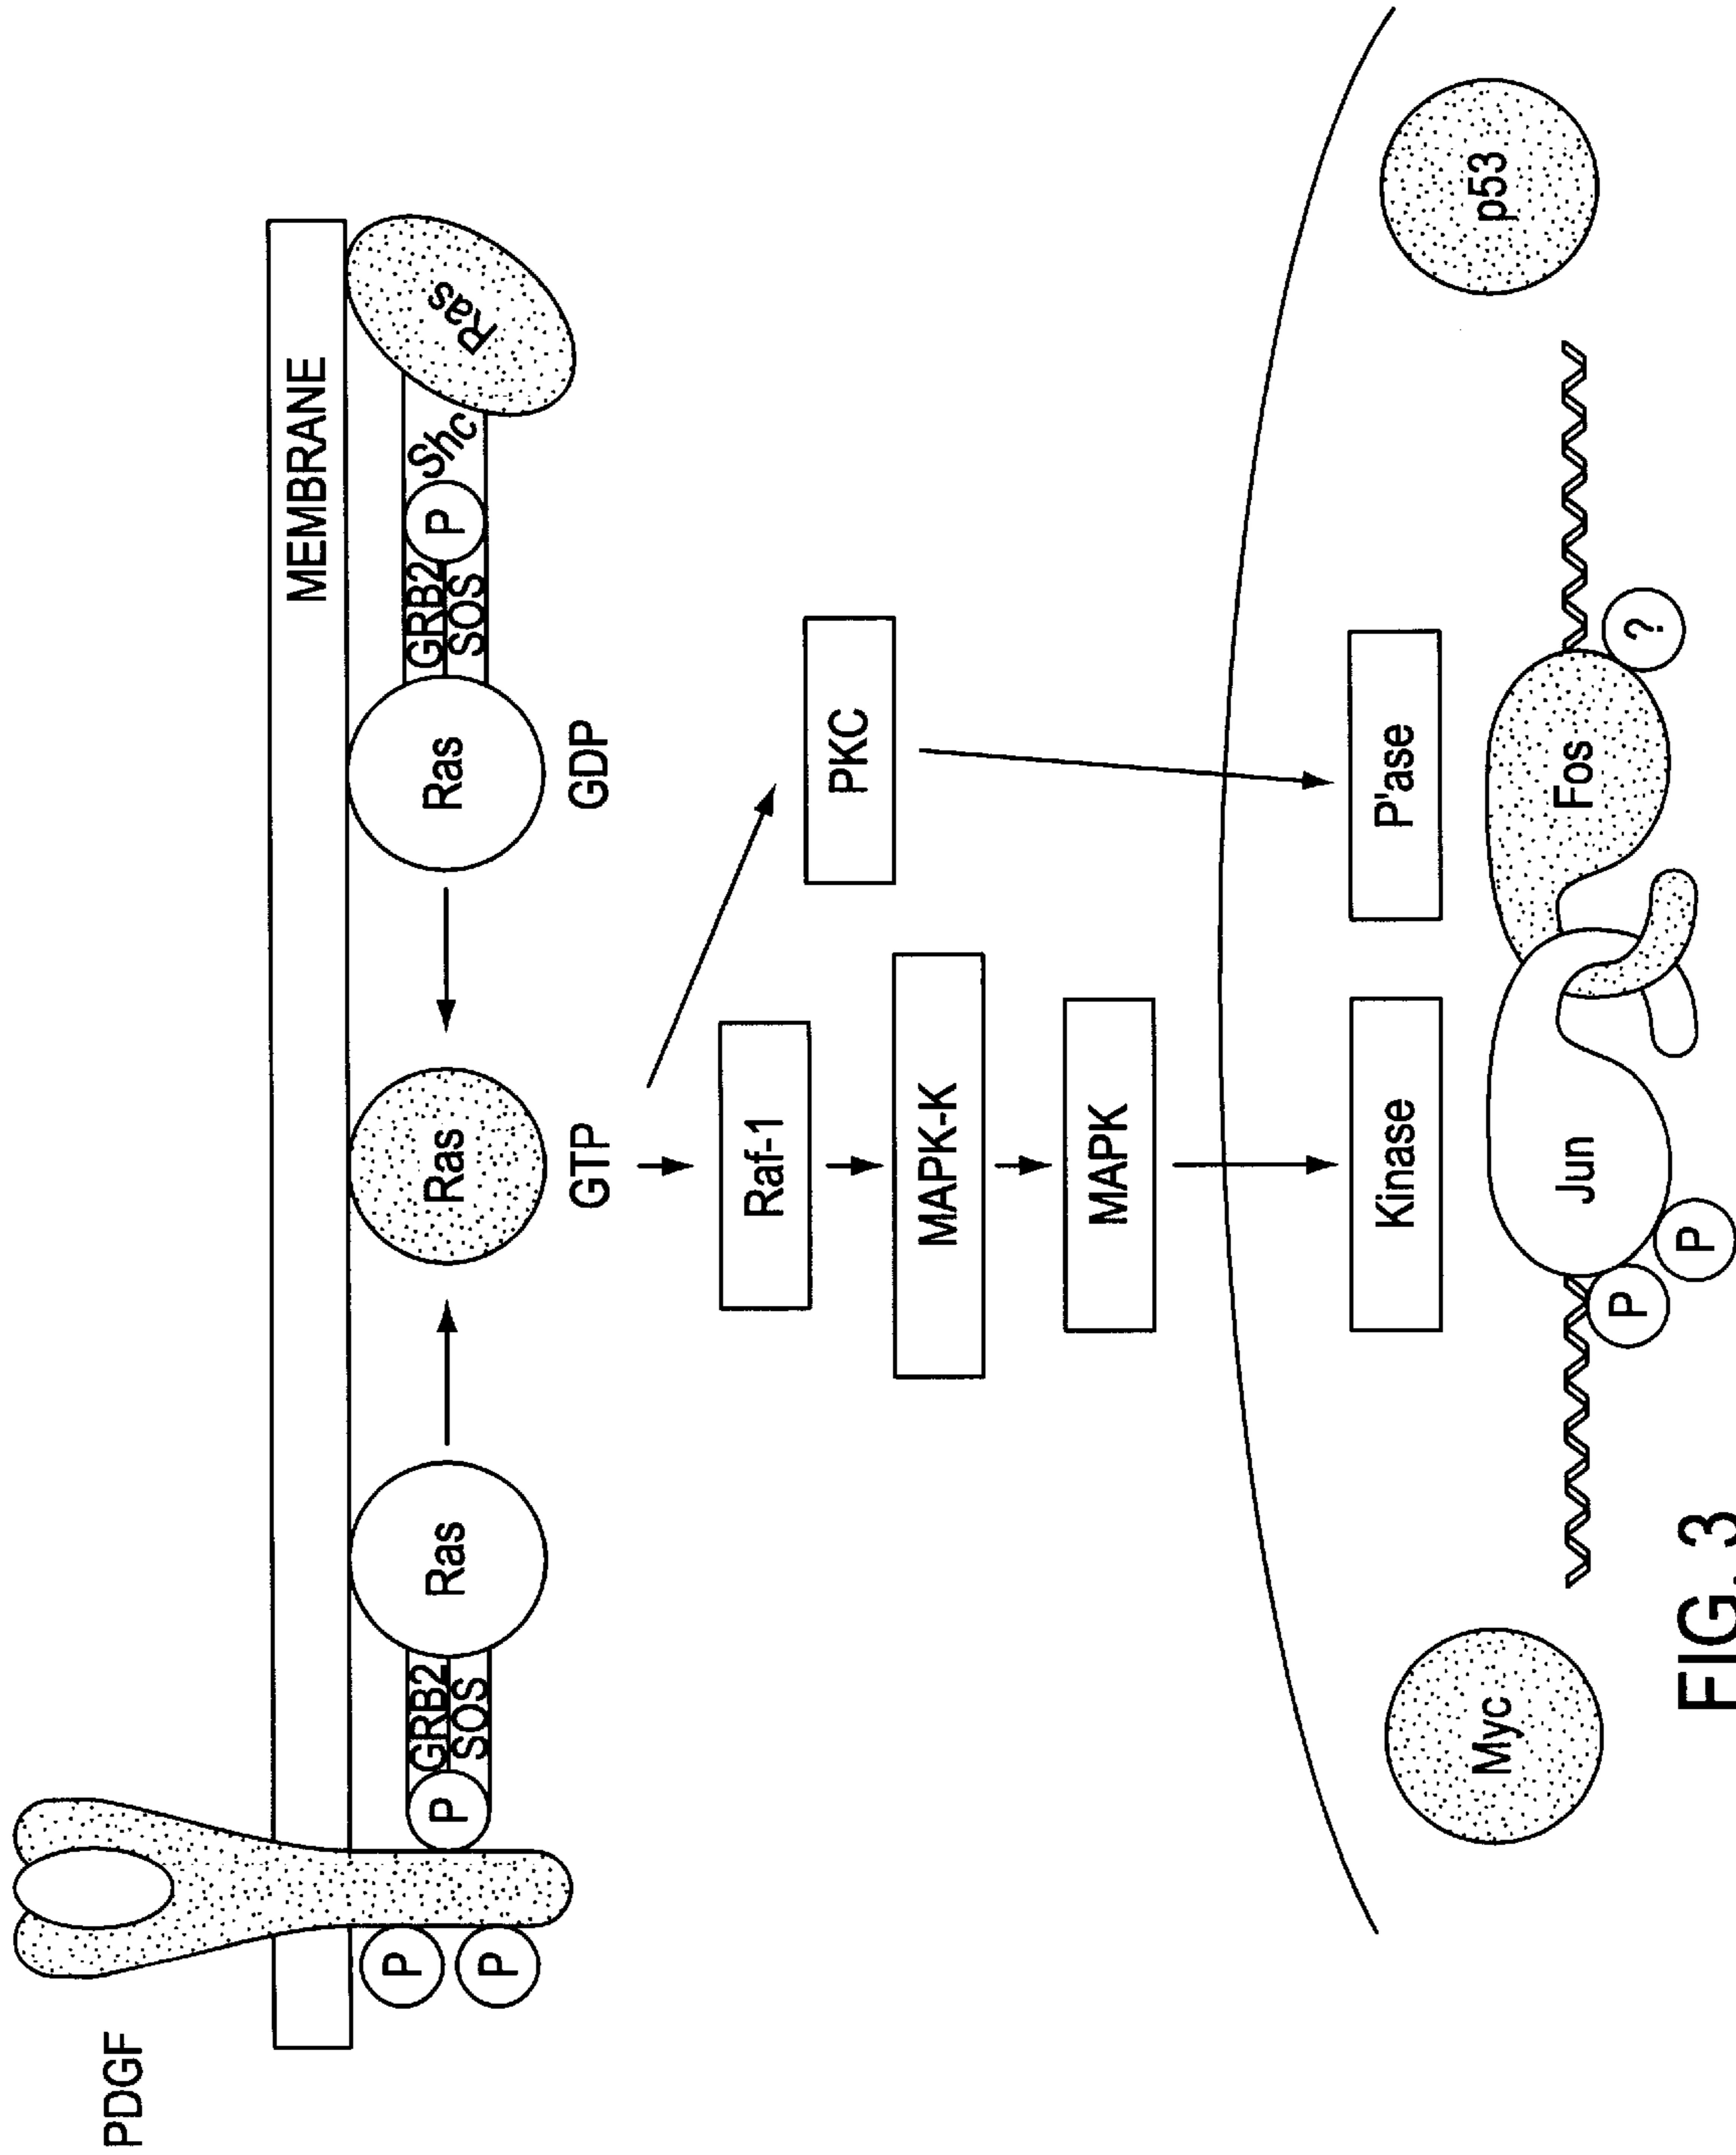 PDGF
MEMBRANE
P
P
P
GRB2
SOS
Ras
Ras
GTP
Ras
GDP
GRB2
SOS
P
Shc
Ras
Raf-1
PKC
MAPK-K
MAPK
Kinase
P'ase
Myc
P
P
Jun
Fos
?
p53
FIG. 3